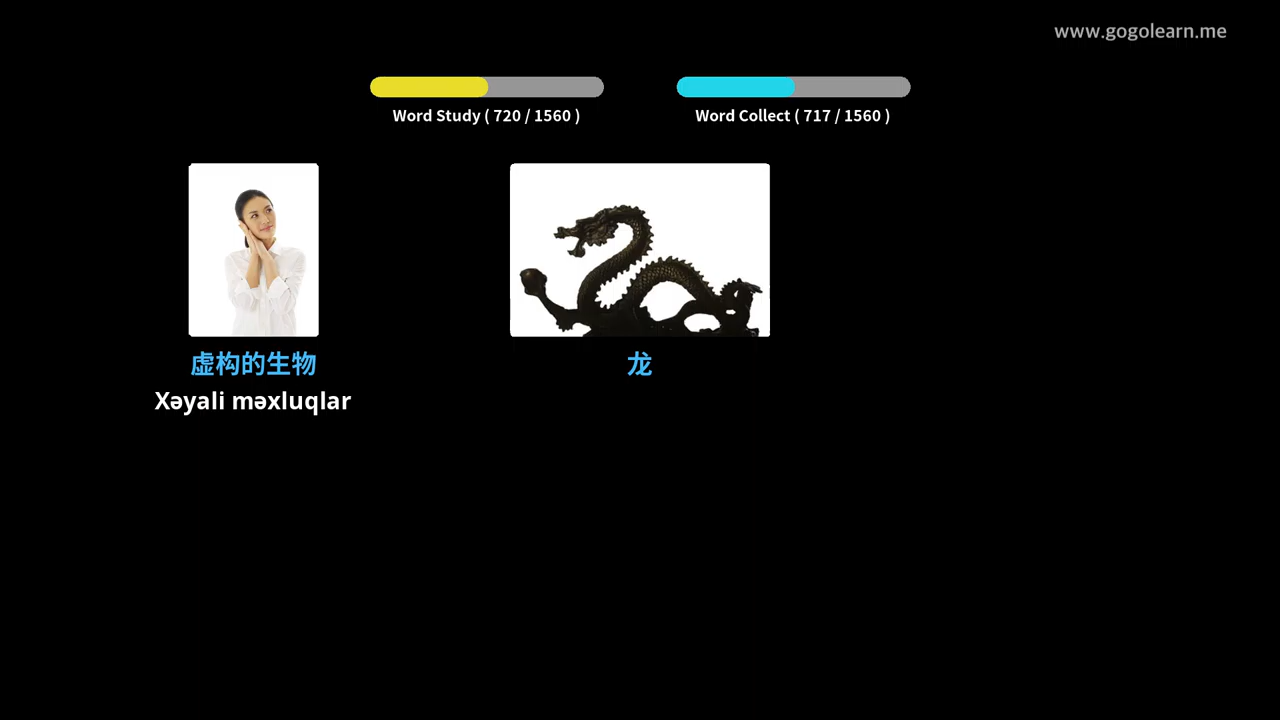 www.gogolearn.me
Word Study ( 720 / 1560 )
Word Collect ( 717 / 1560 )
虚构的生物
龙
Xəyali məxluqlar